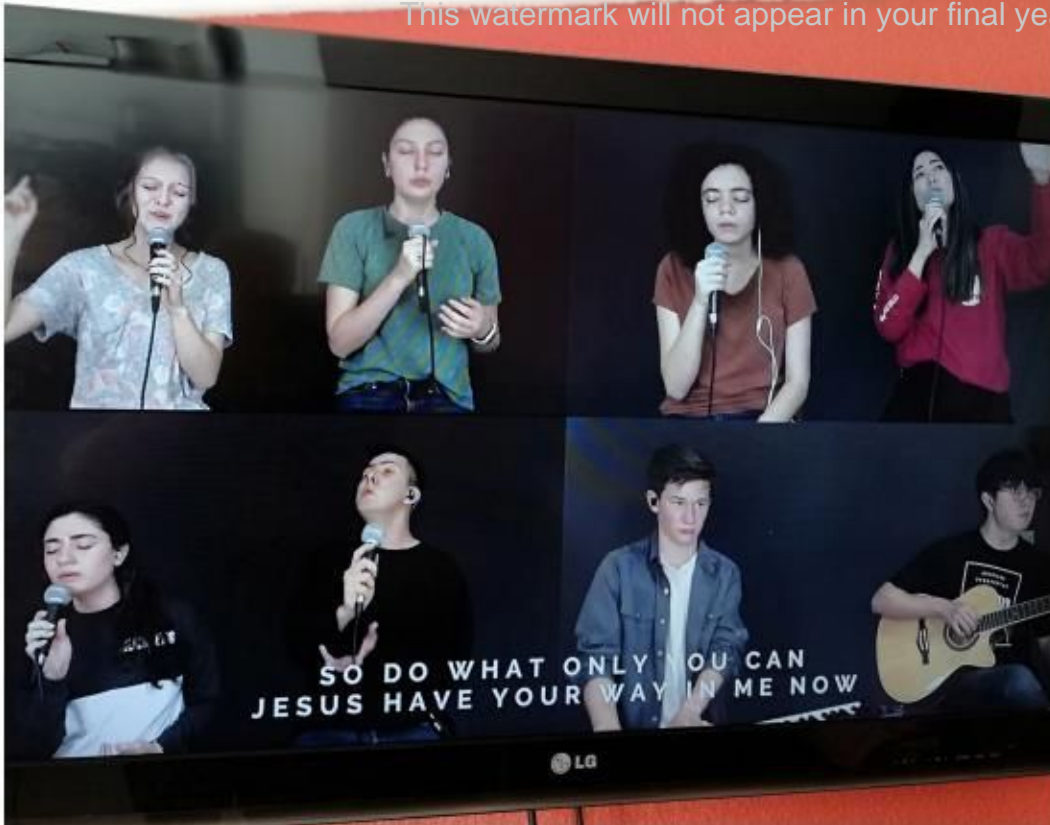 This watermark will not appear in your final ye
SO DO WHAT ONLY YOU CAN
JESUS HAVE YOUR WAY IN ME NOW
LG